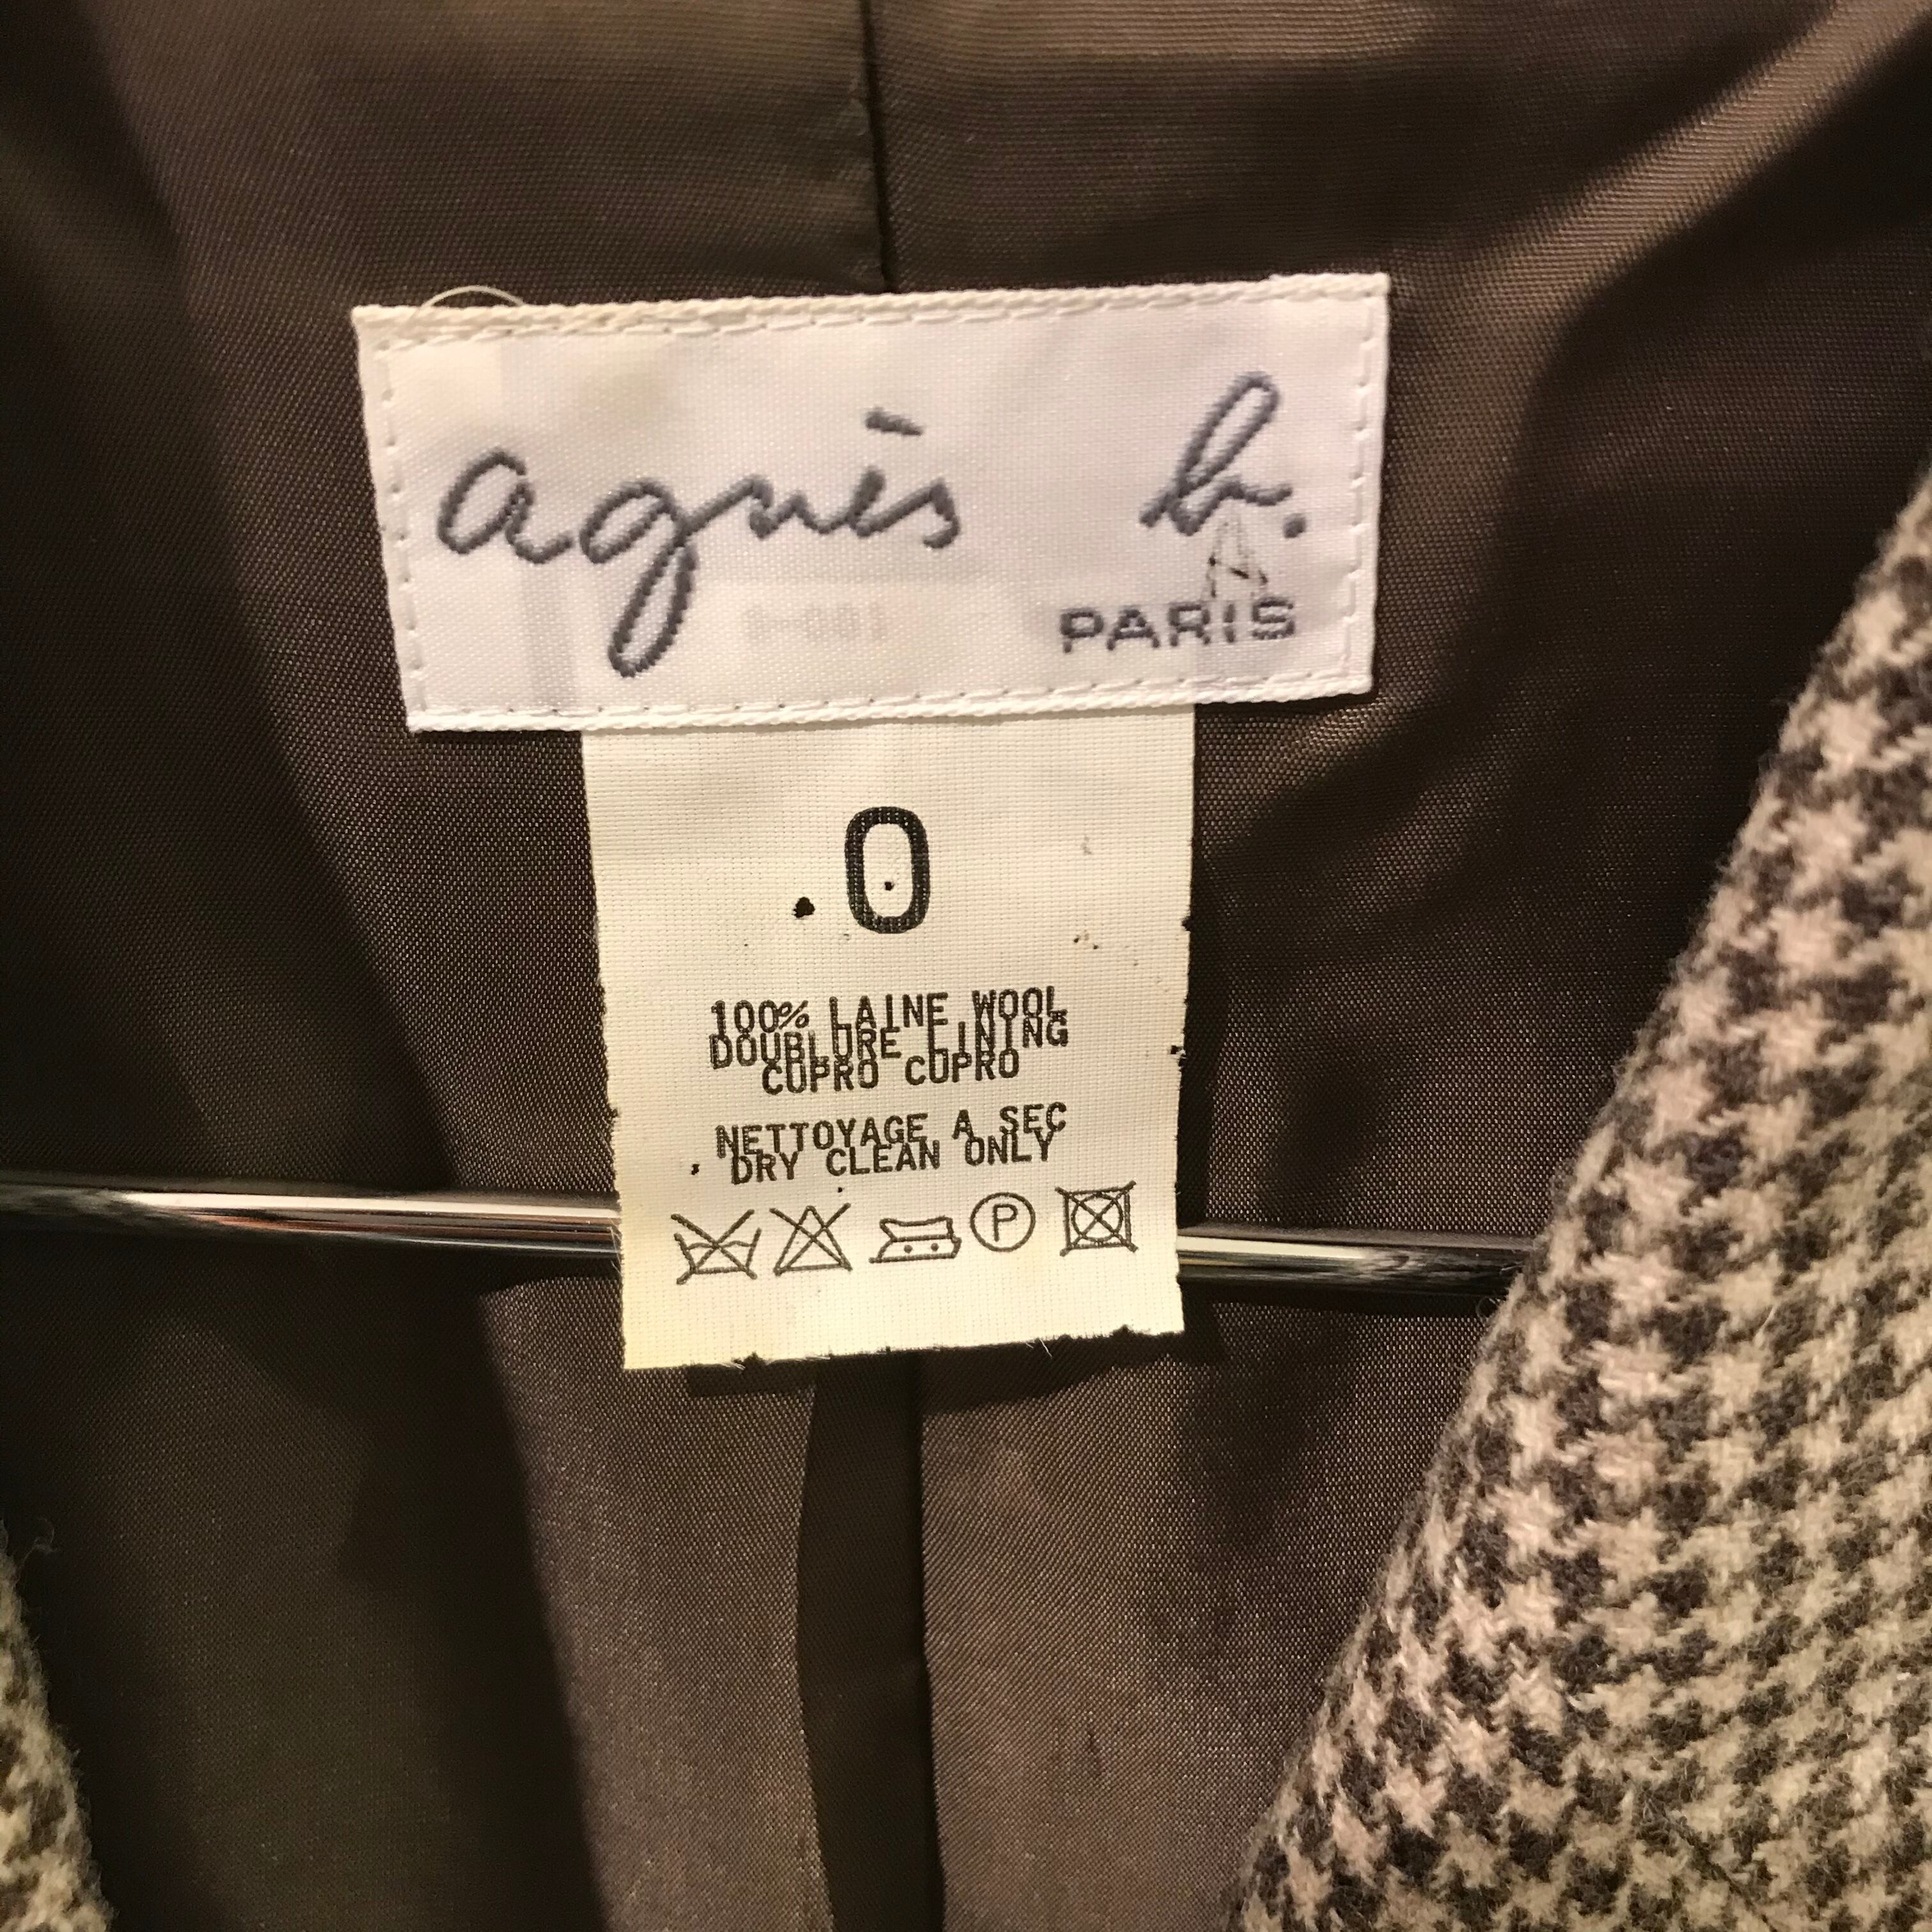 agnès b.
PARIS
0
100% LAINE WOOL
DOUBLURE LINING
CUPRO CUPRO
NETTOYAGE A SEC
DRY CLEAN ONLY
P